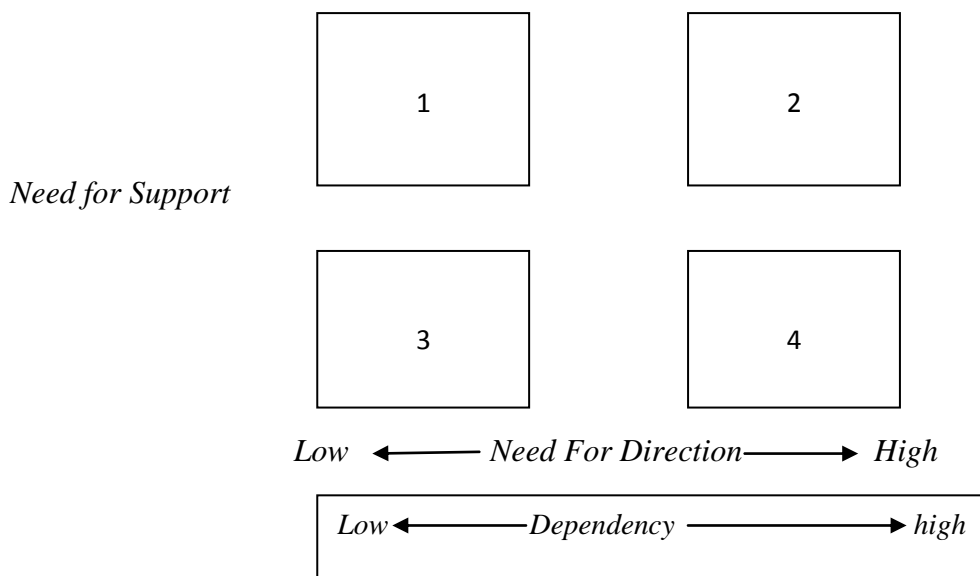 1 2
Need for Support
3 4
Low Need For Direction High
Low Dependency high